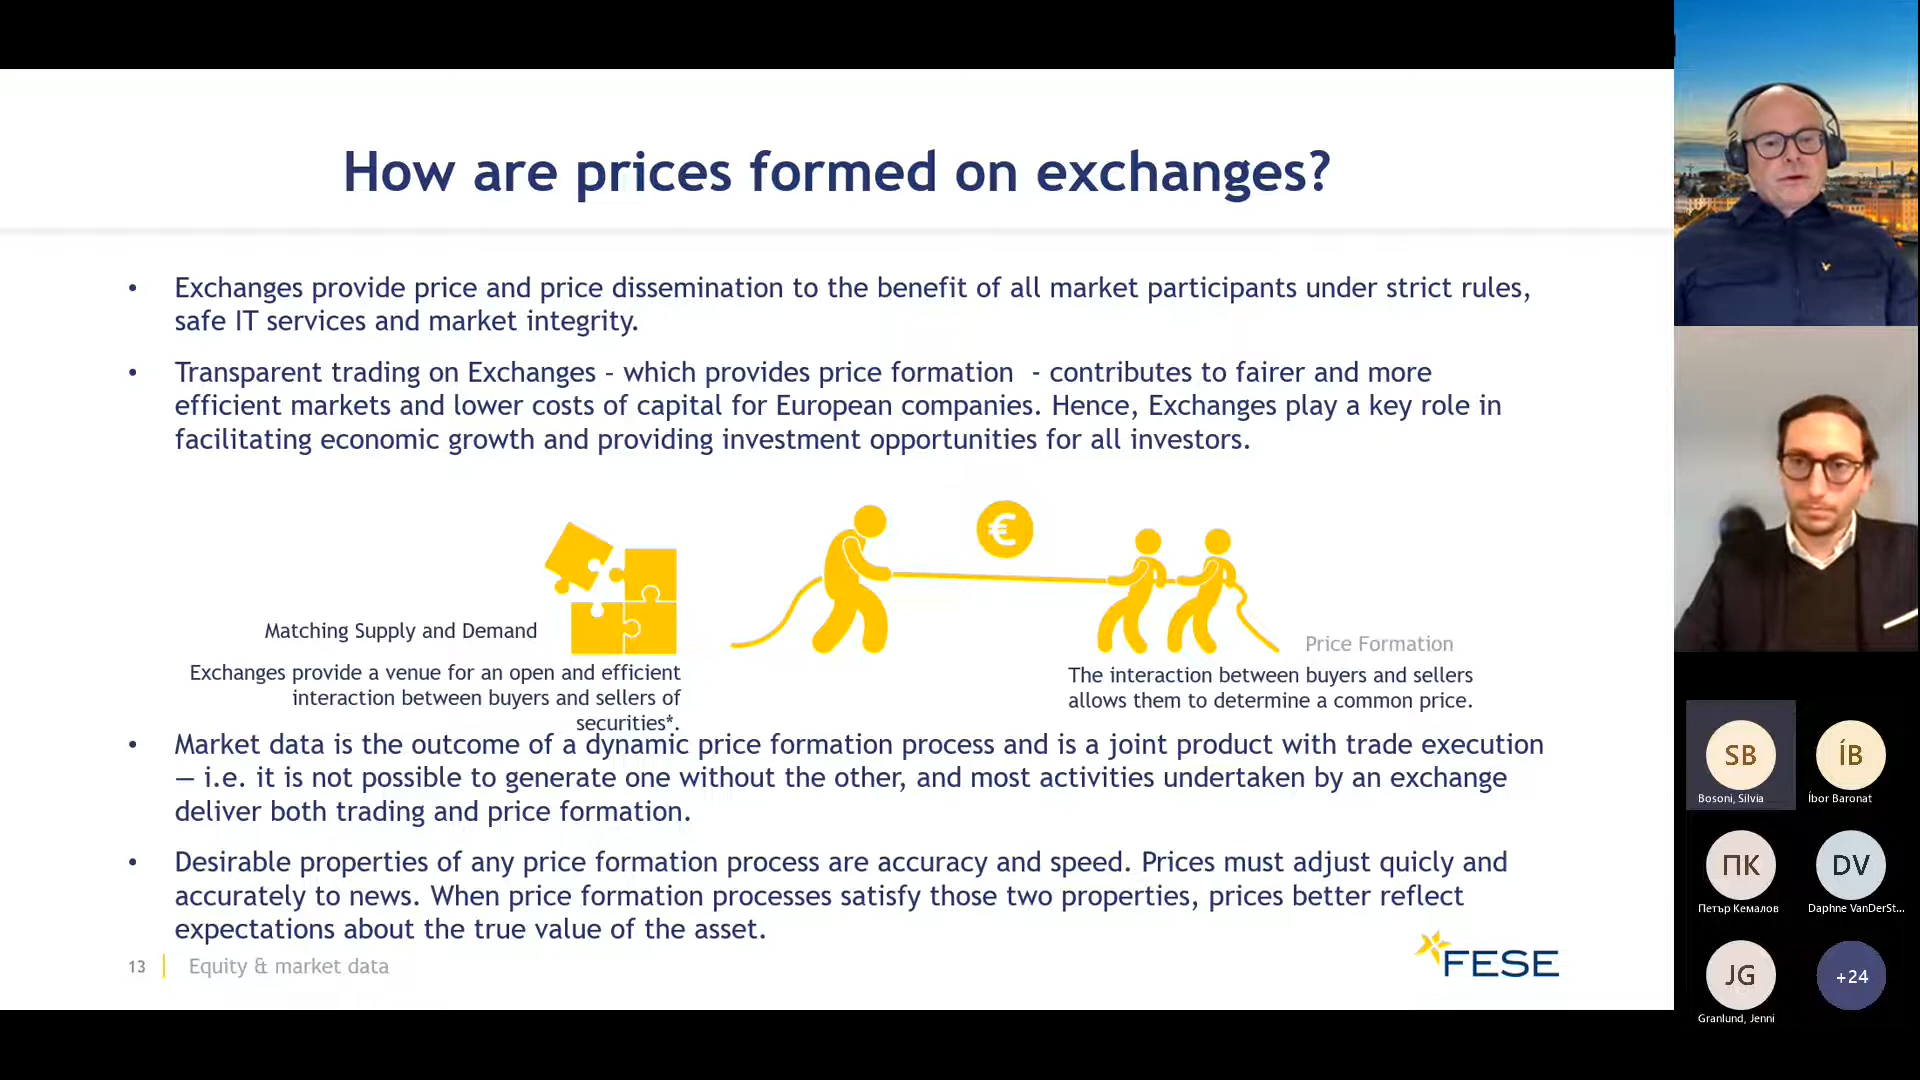 How are prices formed on exchanges?
• Exchanges provide price and price dissemination to the benefit of all market participants under strict rules,
safe IT services and market integrity.
• Transparent trading on Exchanges – which provides price formation - contributes to fairer and more
efficient markets and lower costs of capital for European companies. Hence, Exchanges play a key role in
facilitating economic growth and providing investment opportunities for all investors.
€
Matching Supply and Demand
Exchanges provide a venue for an open and efficient
interaction between buyers and sellers of
securities*.
Price Formation
The interaction between buyers and sellers
allows them to determine a common price.
• Market data is the outcome of a dynamic price formation process and is a joint product with trade execution
— i.e. it is not possible to generate one without the other, and most activities undertaken by an exchange
deliver both trading and price formation.
• Desirable properties of any price formation process are accuracy and speed. Prices must adjust quicly and
accurately to news. When price formation processes satisfy those two properties, prices better reflect
expectations about the true value of the asset.
13
Equity & market data
FESE
SB
Bosoni, Silvia
ÍB
Íbor Baronat
ПК
Петър Кемалов
DV
Daphne VanDerSt...
JG
Granlund, Jenni
+24